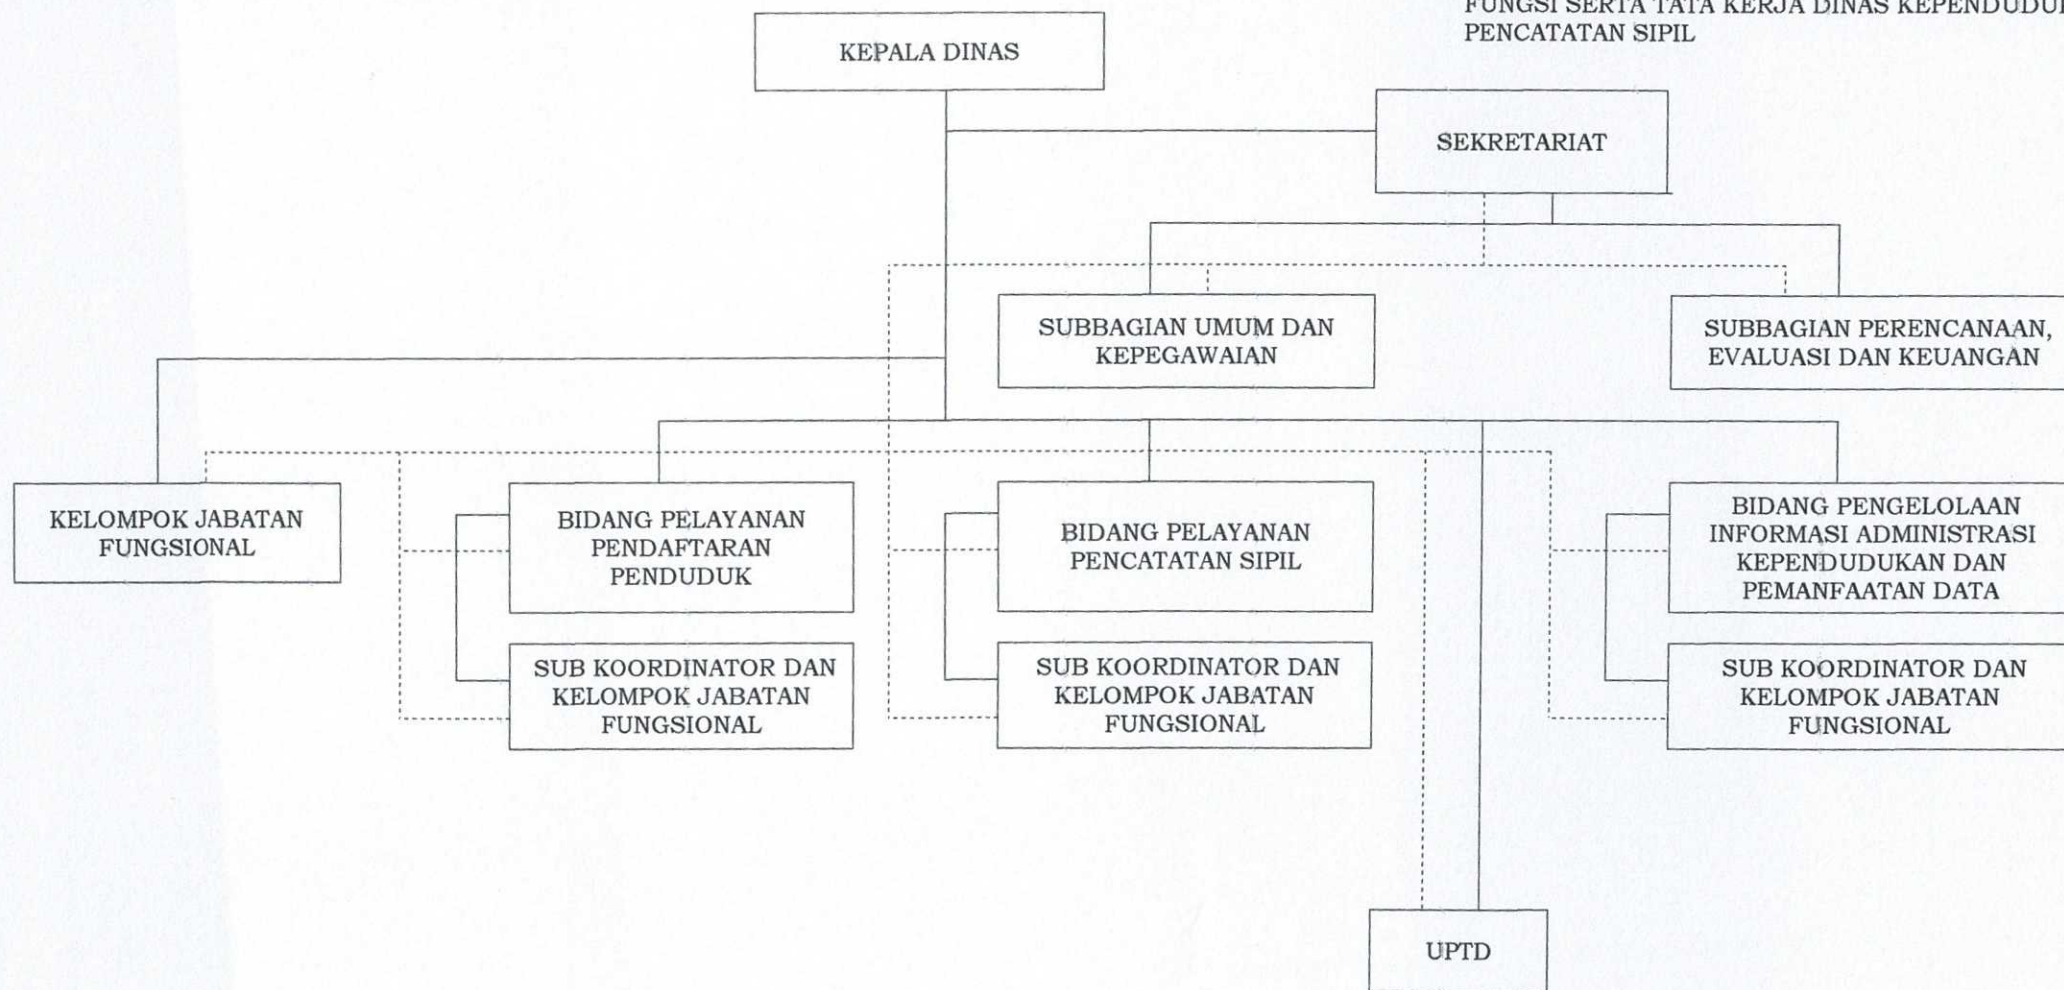 FUNGSI SERTA TATA KERJA DINAS
PENCATATAN SIPIL
KEPALA DINAS
SEKRETARIAT
SUBBAGIAN UMUM DAN
KEPEGAWAIAN
SUBBAGIAN PERENCANAAN,
EVALUASI DAN KEUANGAN
KELOMPOK JABATAN
FUNGSIONAL
BIDANG PELAYANAN
PENDAFTARAN
PENDUDUK
BIDANG PELAYANAN
PENCATATAN SIPIL
BIDANG PENGELOLAAN
INFORMASI ADMINISTRASI
KEPENDUDUKAN DAN
PEMANFAATAN DATA
SUB KOORDINATOR DAN
KELOMPOK JABATAN
FUNGSIONAL
SUB KOORDINATOR DAN
KELOMPOK JABATAN
FUNGSIONAL
SUB KOORDINATOR DAN
KELOMPOK JABATAN
FUNGSIONAL
UPTD